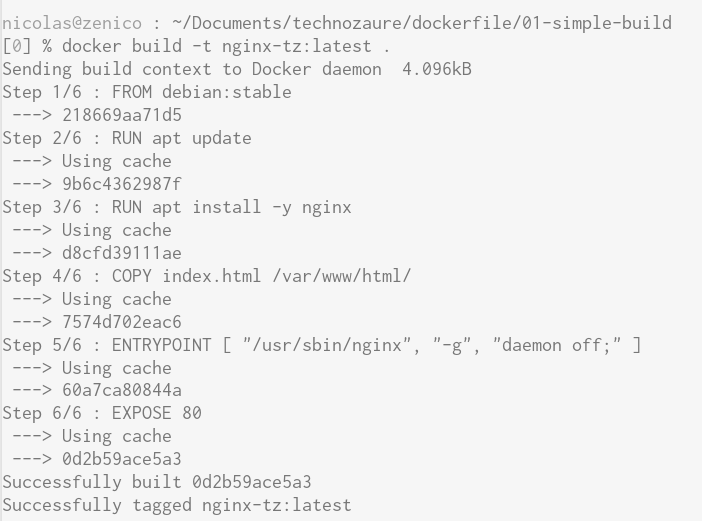 nicolas@zenico : ~/Documents/technozaure/dockerfile/01-simple-build
[0] % docker build -t nginx-tz:latest .
Sending build context to Docker daemon  4.096kB
Step 1/6 : FROM debian:stable
 ---> 218669aa71d5
Step 2/6 : RUN apt update
 ---> Using cache
 ---> 9b6c4362987f
Step 3/6 : RUN apt install -y nginx
 ---> Using cache
 ---> d8cfd39111ae
Step 4/6 : COPY index.html /var/www/html/
 ---> Using cache
 ---> 7574d702eac6
Step 5/6 : ENTRYPOINT [ "/usr/sbin/nginx", "-g", "daemon off;" ]
 ---> Using cache
 ---> 60a7ca80844a
Step 6/6 : EXPOSE 80
 ---> Using cache
 ---> 0d2b59ace5a3
Successfully built 0d2b59ace5a3
Successfully tagged nginx-tz:latest